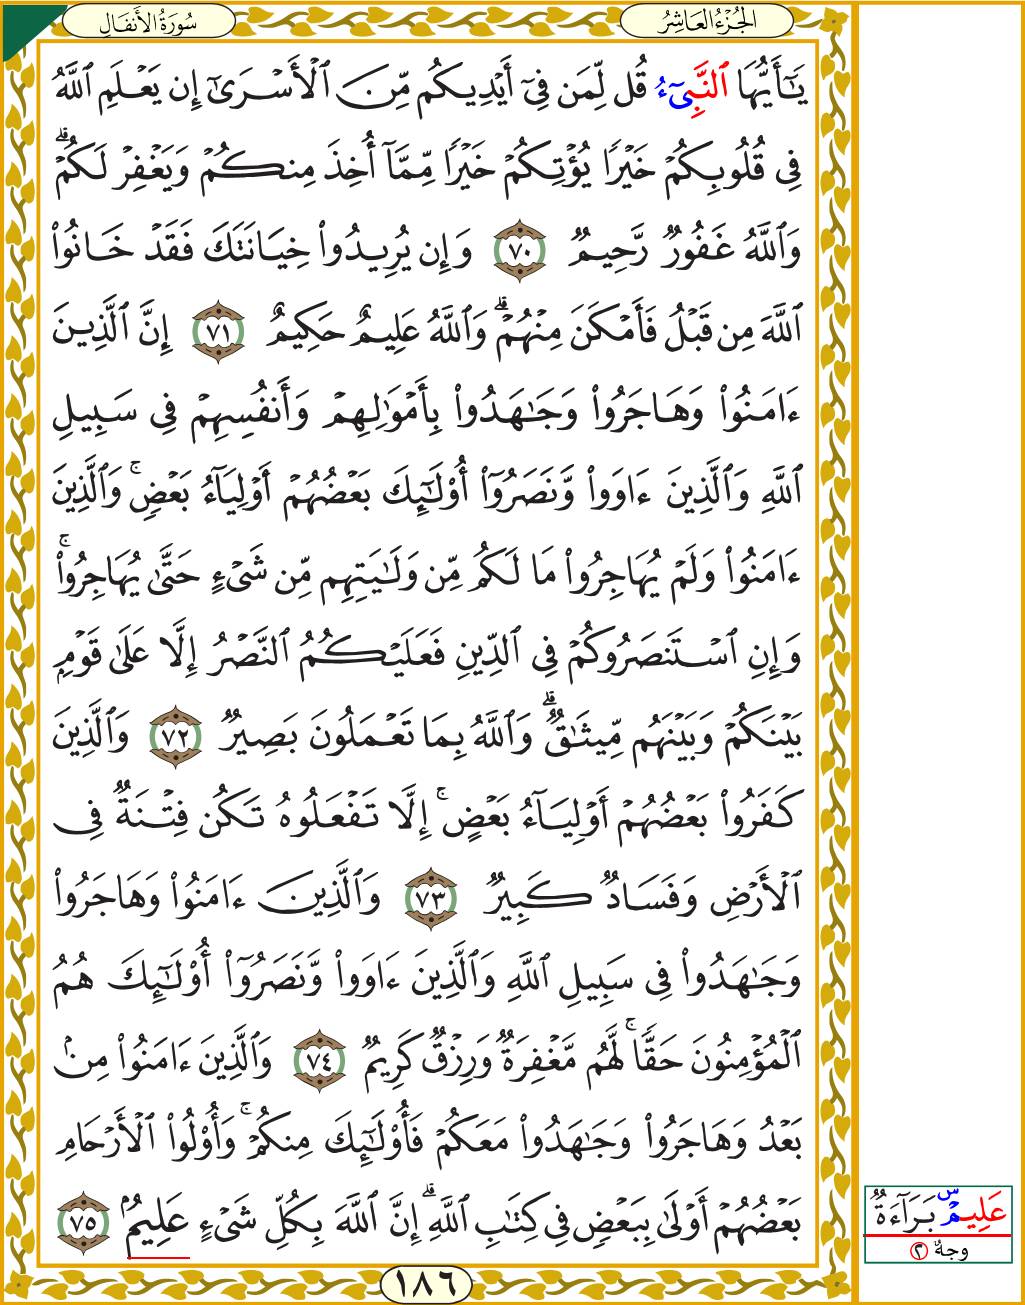 الجُزْءُ العَاشِرُ
سُورَةُ الأَنفَالِ
يَـٰٓأَيُّهَا ٱلنَّبِىٓءُ قُل لِّمَن فِىٓ أَيْدِيكُم مِّنَ ٱلْأَسْرَىٰٓ إِن يَعْلَمِ ٱللَّهُ
فِى قُلُوبِكُمْ خَيْرًا يُؤْتِكُمْ خَيْرًا مِّمَّآ أُخِذَ مِنكُمْ وَيَغْفِرْ لَكُمْ ۗ
وَٱللَّهُ غَفُورٌ رَّحِيمٌ ٧٠ وَإِن يُرِيدُوا۟ خِيَانَتَكَ فَقَدْ خَانُوا۟
ٱللَّهَ مِن قَبْلُ فَأَمْكَنَ مِنْهُمْ ۗ وَٱللَّهُ عَلِيمٌ حَكِيمٌ ٧١ إِنَّ ٱلَّذِينَ
ءَامَنُوا۟ وَهَاجَرُوا۟ وَجَـٰهَدُوا۟ بِأَمْوَٰلِهِمْ وَأَنفُسِهِمْ فِى سَبِيلِ
ٱللَّهِ وَٱلَّذِينَ ءَاوَوا۟ وَّنَصَرُوٓا۟ أُو۟لَـٰٓئِكَ بَعْضُهُمْ أَوْلِيَآءُ بَعْضٍ ۚ وَٱلَّذِينَ
ءَامَنُوا۟ وَلَمْ يُهَاجِرُوا۟ مَا لَكُم مِّن وَلَـٰيَتِهِم مِّن شَىْءٍ حَتَّىٰ يُهَاجِرُوا۟ ۚ
وَإِنِ ٱسْتَنصَرُوكُمْ فِى ٱلدِّينِ فَعَلَيْكُمُ ٱلنَّصْرُ إِلَّا عَلَىٰ قَوْمٍۭ
بَيْنَكُمْ وَبَيْنَهُم مِّيثَـٰقٌ ۗ وَٱللَّهُ بِمَا تَعْمَلُونَ بَصِيرٌ ٧٢ وَٱلَّذِينَ
كَفَرُوا۟ بَعْضُهُمْ أَوْلِيَآءُ بَعْضٍ ۚ إِلَّا تَفْعَلُوهُ تَكُن فِتْنَةٌ فِى
ٱلْأَرْضِ وَفَسَادٌ كَبِيرٌ ٧٣ وَٱلَّذِينَ ءَامَنُوا۟ وَهَاجَرُوا۟
وَجَـٰهَدُوا۟ فِى سَبِيلِ ٱللَّهِ وَٱلَّذِينَ ءَاوَوا۟ وَّنَصَرُوٓا۟ أُو۟لَـٰٓئِكَ هُمُ
ٱلْمُؤْمِنُونَ حَقًّا ۚ لَّهُم مَّغْفِرَةٌ وَرِزْقٌ كَرِيمٌ ٧٤ وَٱلَّذِينَ ءَامَنُوا۟ مِنۢ
بَعْدُ وَهَاجَرُوا۟ وَجَـٰهَدُوا۟ مَعَكُمْ فَأُو۟لَـٰٓئِكَ مِنكُمْ ۚ وَأُو۟لُوا۟ ٱلْأَرْحَامِ
بَعْضُهُمْ أَوْلَىٰ بِبَعْضٍ فِى كِتَـٰبِ ٱللَّهِ ۗ إِنَّ ٱللَّهَ بِكُلِّ شَىْءٍ عَلِيمٌۢ ٧٥
عَلِيمٌ ۜ بَرَآءَةٌ
وجهٌ ٢
١٨٦